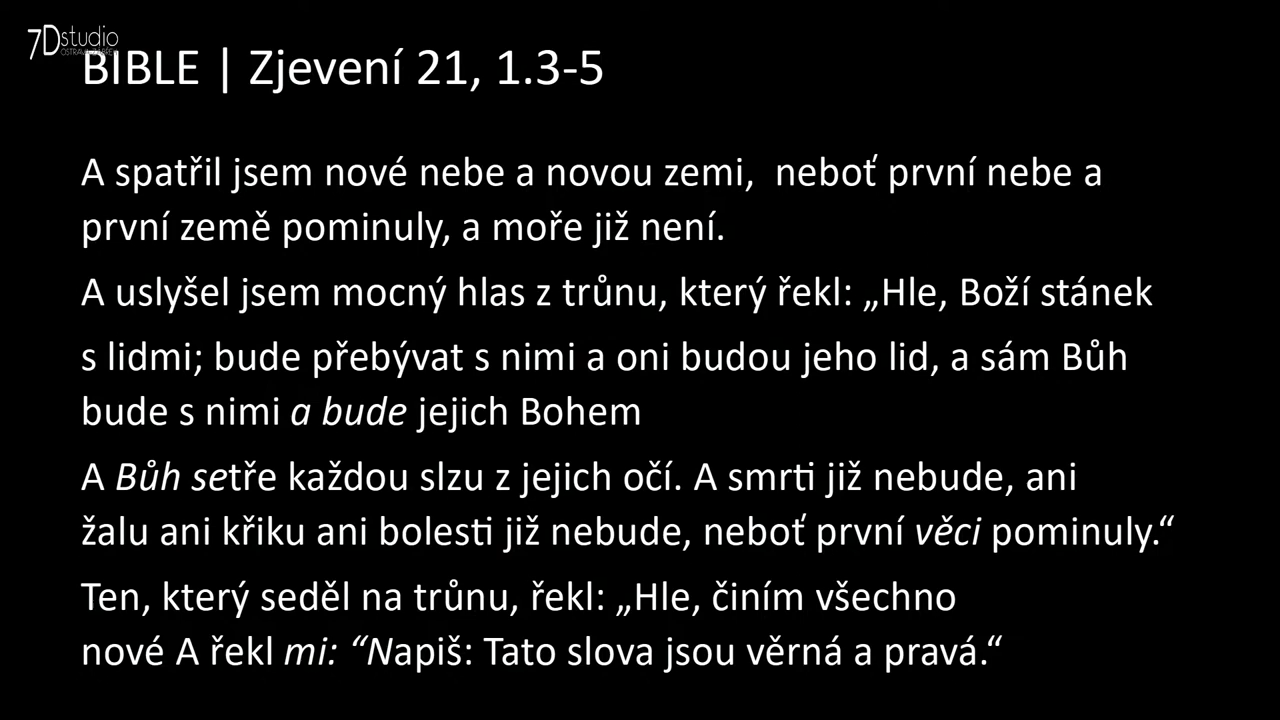 7Dstudio
BIBLE | Zjevení 21, 1.3-5
A spatřil jsem nové nebe a novou zemi, neboť první nebe a
první země pominuly, a moře již není.
A uslyšel jsem mocný hlas z trůnu, který řekl: „Hle, Boží stánek
s lidmi; bude přebývat s nimi a oni budou jeho lid, a sám Bůh
bude s nimi a bude jejich Bohem
A Bůh setře každou slzu z jejich očí. A smrti již nebude, ani
žalu ani křiku ani bolesti již nebude, neboť první věci pominuly.“
Ten, který seděl na trůnu, řekl: „Hle, činím všechno
nové A řekl mi: “Napiš: Tato slova jsou věrná a pravá.“